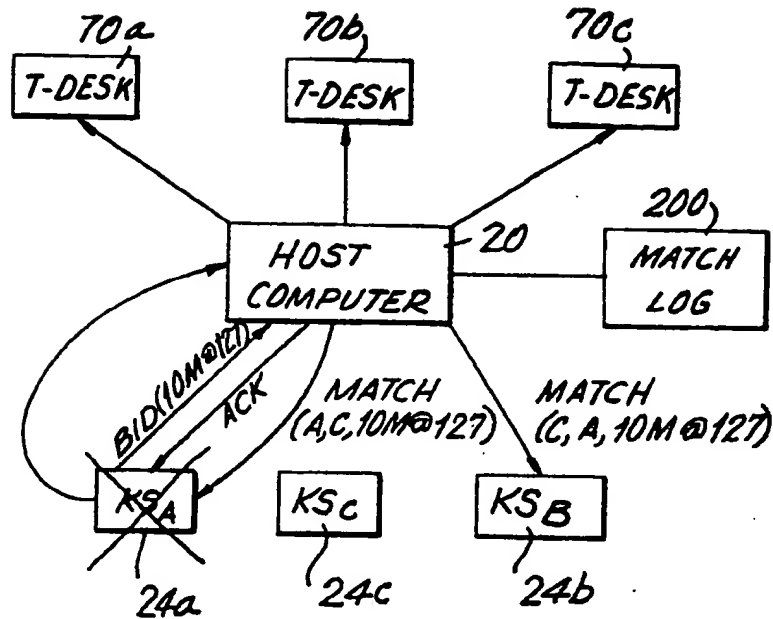 70a 70b 70c
T-DESK T-DESK T-DESK
20 200
HOST COMPUTER
MATCH LOG
BID(10M@127)
ACK
MATCH (A,C,10M@127)
MATCH (C,A,10M@127)
KSA KSC KSB
24a 24c 24b